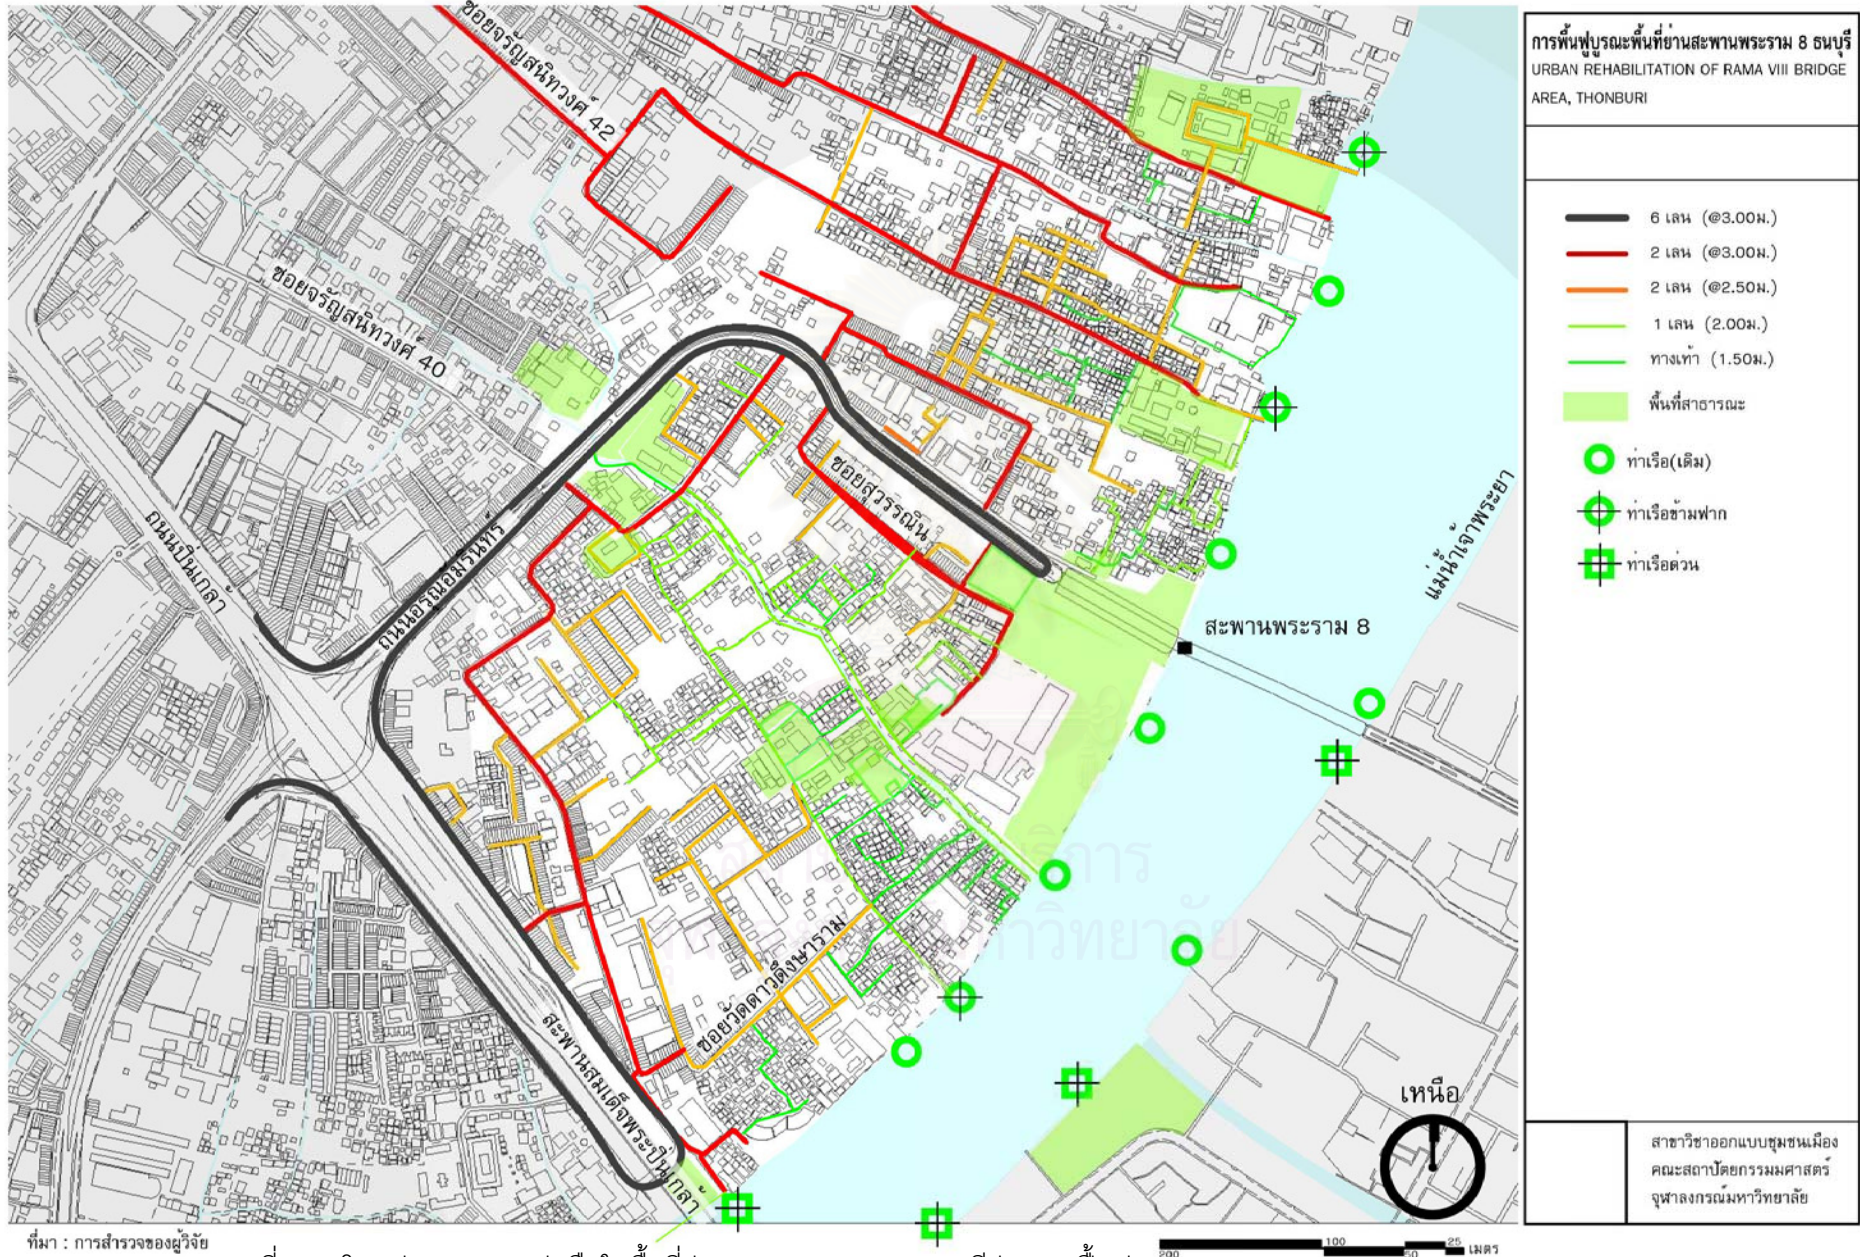 การฟื้นฟูบูรณะพื้นที่ย่านสะพานพระราม 8 ธนบุรี
URBAN REHABILITATION OF RAMA VIII BRIDGE
AREA, THONBURI
6 เลน (@3.00ม.)
2 เลน (@3.00ม.)
2 เลน (@2.50ม.)
1 เลน (2.00ม.)
ทางเท้า (1.50ม.)
พื้นที่สาธารณะ
ท่าเรือ(เดิม)
ท่าเรือข้ามฟาก
ท่าเรือด่วน
ซอยจรัญสนิทวงศ์ 42
ซอยจรัญสนิทวงศ์ 40
ถนนปิ่นเกล้า
ถนนอรุณอมรินทร์
ซอยสุวรรณิน
สะพานพระราม 8
แม่น้ำเจ้าพระยา
ซอยวัดดาวดึงษาราม
สะพานสมเด็จพระปิ่นเกล้า
เหนือ
สาขาวิชาออกแบบชุมชนเมือง
คณะสถาปัตยกรรมศาสตร์
จุฬาลงกรณ์มหาวิทยาลัย
ที่มา : การสำรวจของผู้วิจัย
200 100 50 25 เมตร